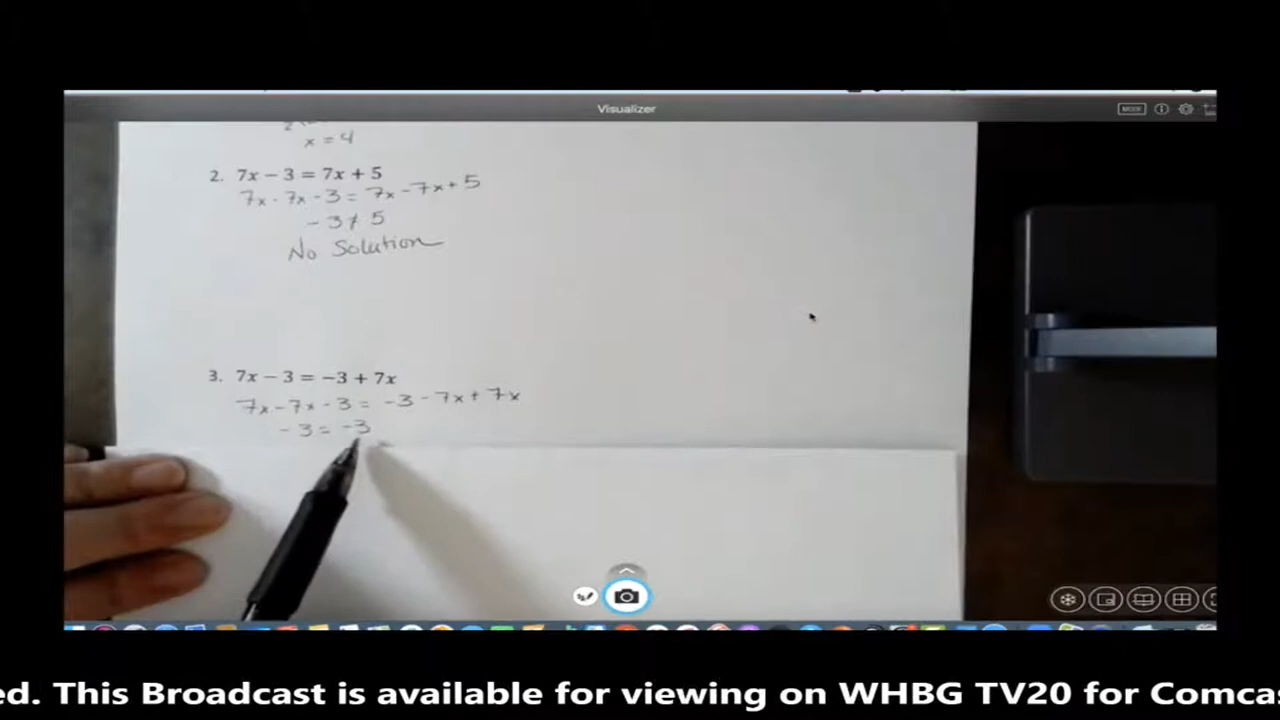 Visualizer
MODE
x = 4
2. 7x − 3 = 7x + 5
7x - 7x - 3 = 7x - 7x + 5
- 3 ≠ 5
No Solution
3. 7x − 3 = −3 + 7x
7x - 7x - 3 = -3 - 7x + 7x
- 3 = -3
ed. This Broadcast is available for viewing on WHBG TV20 for Comcas